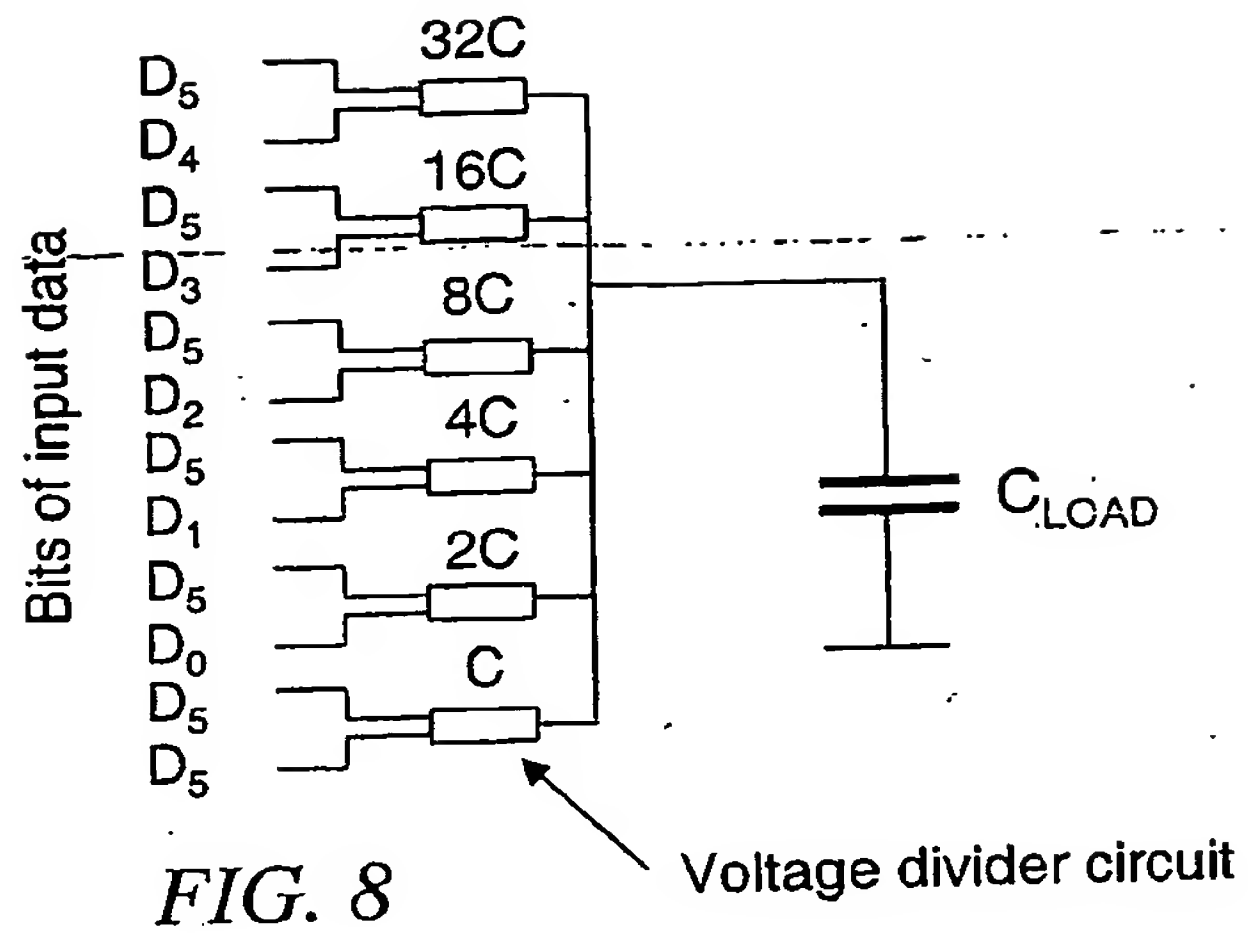 32C
D5
D4
16C
D5
D3
8C
D5
D2
4C
D5
D1
2C
D5
D0
C
D5
D5
Bits of input data
CLOAD
Voltage divider circuit
FIG. 8